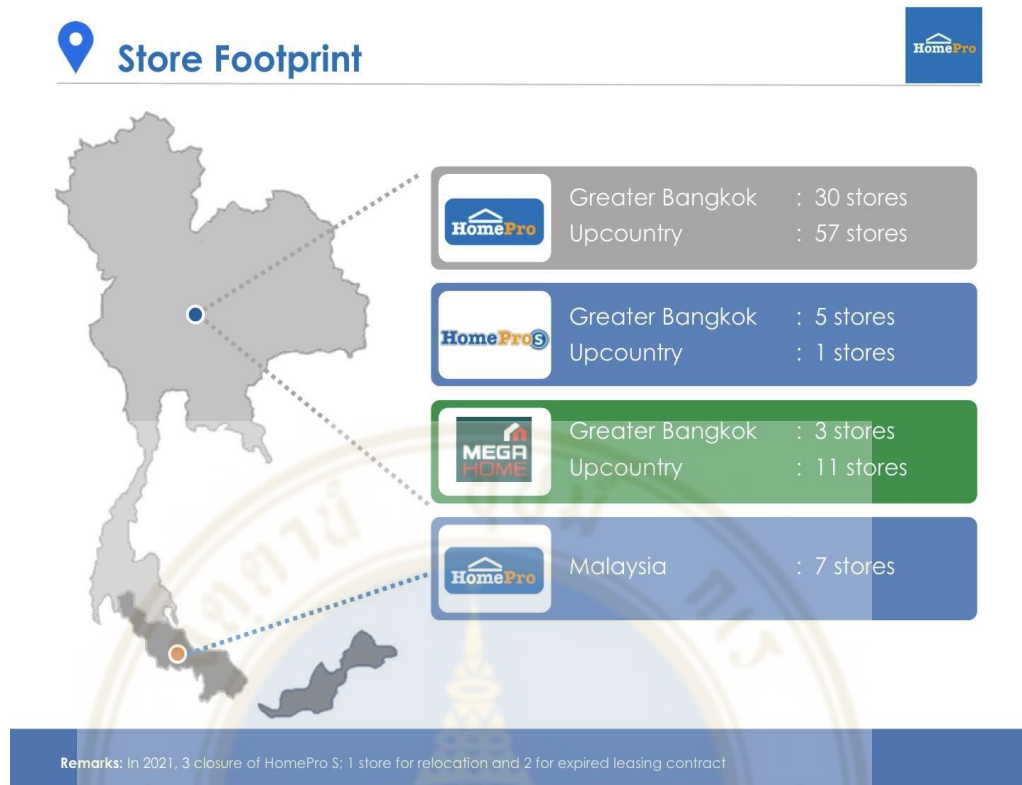 Store Footprint
HomePro
HomePro
Greater Bangkok : 30 stores
Upcountry : 57 stores
HomePro S
Greater Bangkok : 5 stores
Upcountry : 1 stores
MEGA
HOME
Greater Bangkok : 3 stores
Upcountry : 11 stores
HomePro
Malaysia : 7 stores
Remarks: In 2021, 3 closure of HomePro S; 1 store for relocation and 2 for expired leasing contract